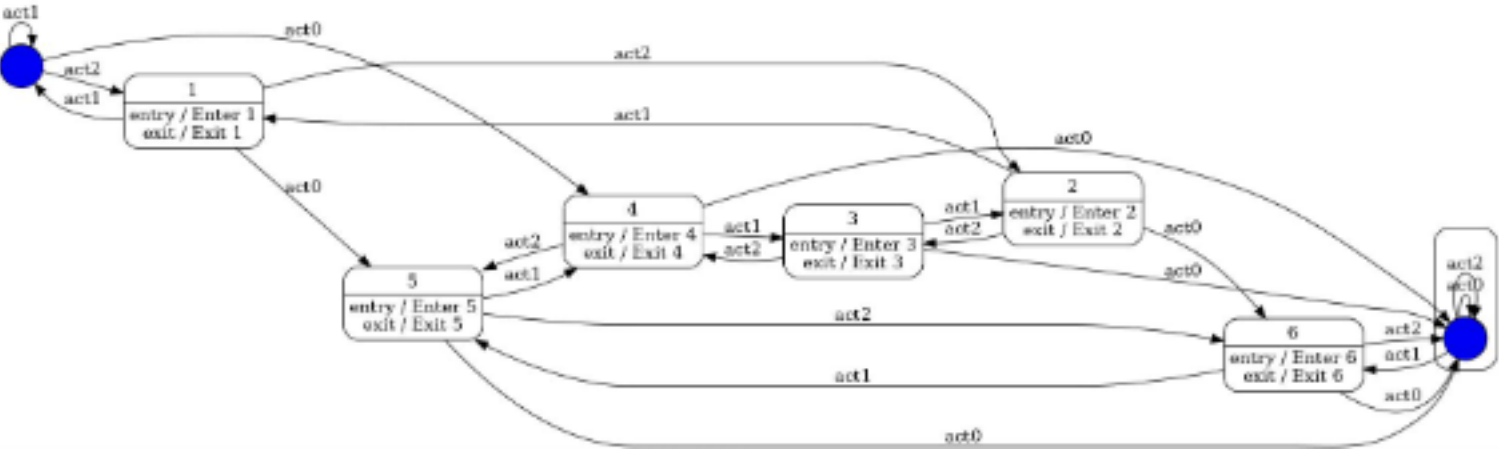 act1
act0
act2
act2
1
act1
entry / Enter 1
exit / Exit 1
act1
act0
act0
2
4
3
act1
entry / Enter 2
entry / Enter 4
act1
entry / Enter 3
act2
exit / Exit 2
act0
act2
exit / Exit 4
act2
exit / Exit 3
act2
act0
5
act1
act0
entry / Enter 5
exit / Exit 5
act2
6
act2
entry / Enter 6
act1
exit / Exit 6
act1
act0
act0